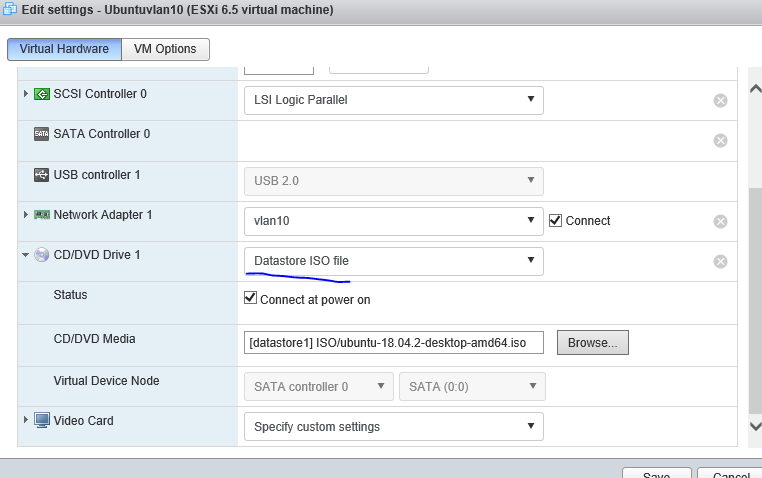 Edit settings - Ubuntuvlan10 (ESXi 6.5 virtual machine)
Virtual Hardware VM Options
SCSI Controller 0 LSI Logic Parallel
SATA SATA Controller 0
USB controller 1 USB 2.0
Network Adapter 1 vlan10 Connect
CD/DVD Drive 1 Datastore ISO file
Status Connect at power on
CD/DVD Media [datastore1] ISO/ubuntu-18.04.2-desktop-amd64.iso Browse...
Virtual Device Node SATA controller 0 SATA (0:0)
Video Card Specify custom settings
Save Cancel